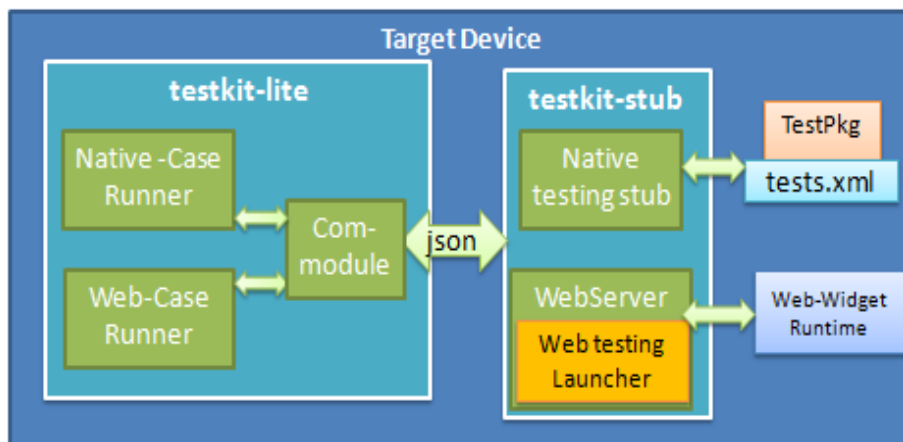 Target Device
testkit-lite
Native -Case
Runner
Web-Case
Runner
Com-
module
json
testkit-stub
Native
testing stub
WebServer
Web testing
Launcher
TestPkg
tests.xml
Web-Widget
Runtime